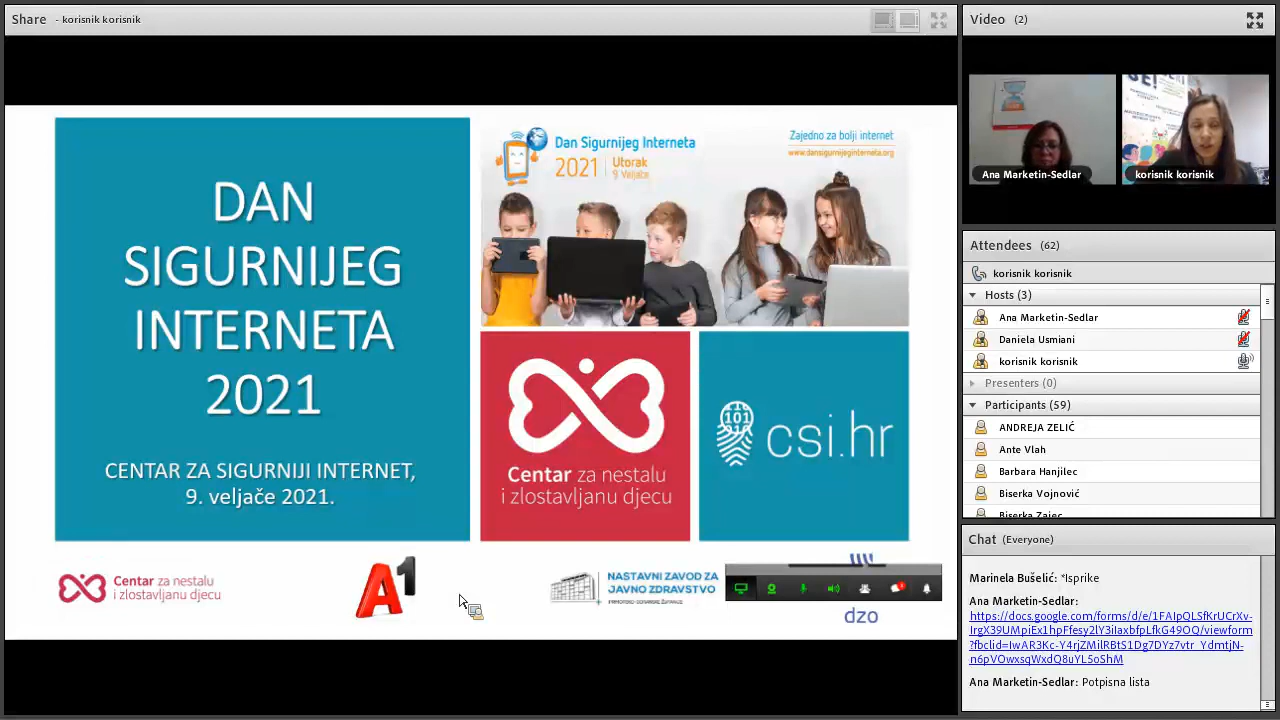 Share - korisnik korisnik
DAN
SIGURNIJEG
INTERNETA
2021
CENTAR ZA SIGURNIJI INTERNET,
9. veljače 2021.
Dan Sigurnijeg Interneta
2021 Utorak
9 Veljače
Zajedno za bolji internet
www.dansigurnijeginterneta.org
Centar za nestalu
i zlostavljanu djecu
101
csi.hr
Centar za nestalu
i zlostavljanu djecu
A1
NASTAVNI ZAVOD ZA
JAVNO ZDRAVSTVO
dzo
Video (2)
Ana Marketin-Sedlar
korisnik korisnik
Attendees (62)
korisnik korisnik
Hosts (3)
Ana Marketin-Sedlar
Daniela Usmiani
korisnik korisnik
Presenters (0)
Participants (59)
ANDREJA ZELIĆ
Ante Vlah
Barbara Hanjilec
Biserka Vojnović
Biserka Zajec
Chat (Everyone)
Marinela Bušelić: *Ispriks
Ana Marketin-Sedlar:
https://docs.google.com/forms/d/e/1FAIpQLSfKrUCrXv-
IrgX39UMpiEx1hpFfesy2lY3iIaxbfpLfkG49OQ/viewform
?fbclid=IwAR3Kc-Y4rjZMilRBtS1Dg7DYz7vtr_YdmtjN-
n6pVOwxsqWxdQ8uYL5oShM
Ana Marketin-Sedlar: Potpisna lista